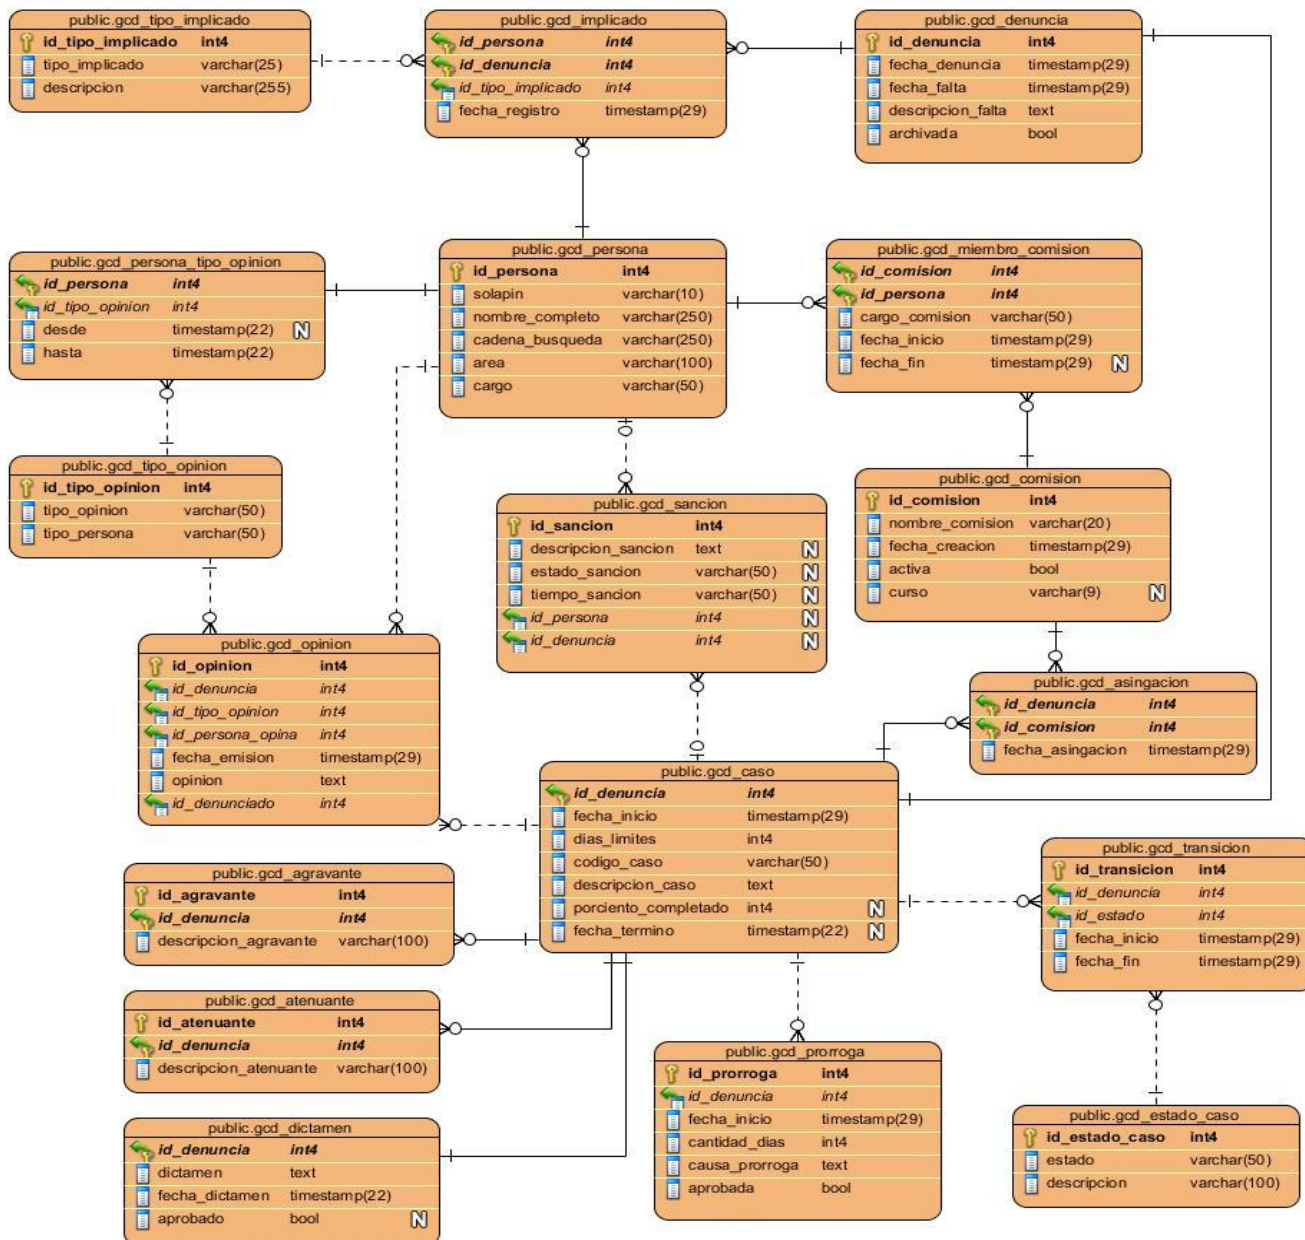 public.gcd_tipo_implicado
id_tipo_implicado int4
tipo_implicado varchar(25)
descripcion varchar(255)
public.gcd_implicado
id_persona int4
id_denuncia int4
id_tipo_implicado int4
fecha_registro timestamp(29)
public.gcd_denuncia
id_denuncia int4
fecha_denuncia timestamp(29)
fecha_falta timestamp(29)
descripcion_falta text
archivada bool
public.gcd_persona_tipo_opinion
id_persona int4
id_tipo_opinion int4
desde timestamp(22) N
hasta timestamp(22)
public.gcd_persona
id_persona int4
solapin varchar(10)
nombre_completo varchar(250)
cadena_busqueda varchar(250)
area varchar(100)
cargo varchar(50)
public.gcd_miembro_comision
id_comision int4
id_persona int4
cargo_comision varchar(50)
fecha_inicio timestamp(29)
fecha_fin timestamp(29) N
public.gcd_tipo_opinion
id_tipo_opinion int4
tipo_opinion varchar(50)
tipo_persona varchar(50)
public.gcd_sancion
id_sancion int4
descripcion_sancion text N
estado_sancion varchar(50) N
tiempo_sancion varchar(50) N
id_persona int4 N
id_denuncia int4 N
public.gcd_comision
id_comision int4
nombre_comision varchar(20)
fecha_creacion timestamp(29)
activa bool
curso varchar(9) N
public.gcd_opinion
id_opinion int4
id_denuncia int4
id_tipo_opinion int4
id_persona_opina int4
fecha_emision timestamp(29)
opinion text
id_denunciado int4
public.gcd_asingacion
id_denuncia int4
id_comision int4
fecha_asingacion timestamp(29)
public.gcd_caso
id_denuncia int4
fecha_inicio timestamp(29)
dias_limites int4
codigo_caso varchar(50)
descripcion_caso text
porciento_completado int4 N
fecha_termino timestamp(22) N
public.gcd_transicion
id_transicion int4
id_denuncia int4
id_estado int4
fecha_inicio timestamp(29)
fecha_fin timestamp(29)
public.gcd_agravante
id_agravante int4
id_denuncia int4
descripcion_agravante varchar(100)
public.gcd_atenuante
id_atenuante int4
id_denuncia int4
descripcion_atenuante varchar(100)
public.gcd_prorroga
id_prorroga int4
id_denuncia int4
fecha_inicio timestamp(29)
cantidad_dias int4
causa_prorroga text
aprobada bool
public.gcd_dictamen
id_denuncia int4
dictamen text
fecha_dictamen timestamp(22)
aprobado bool N
public.gcd_estado_caso
id_estado_caso int4
estado varchar(50)
descripcion varchar(100)